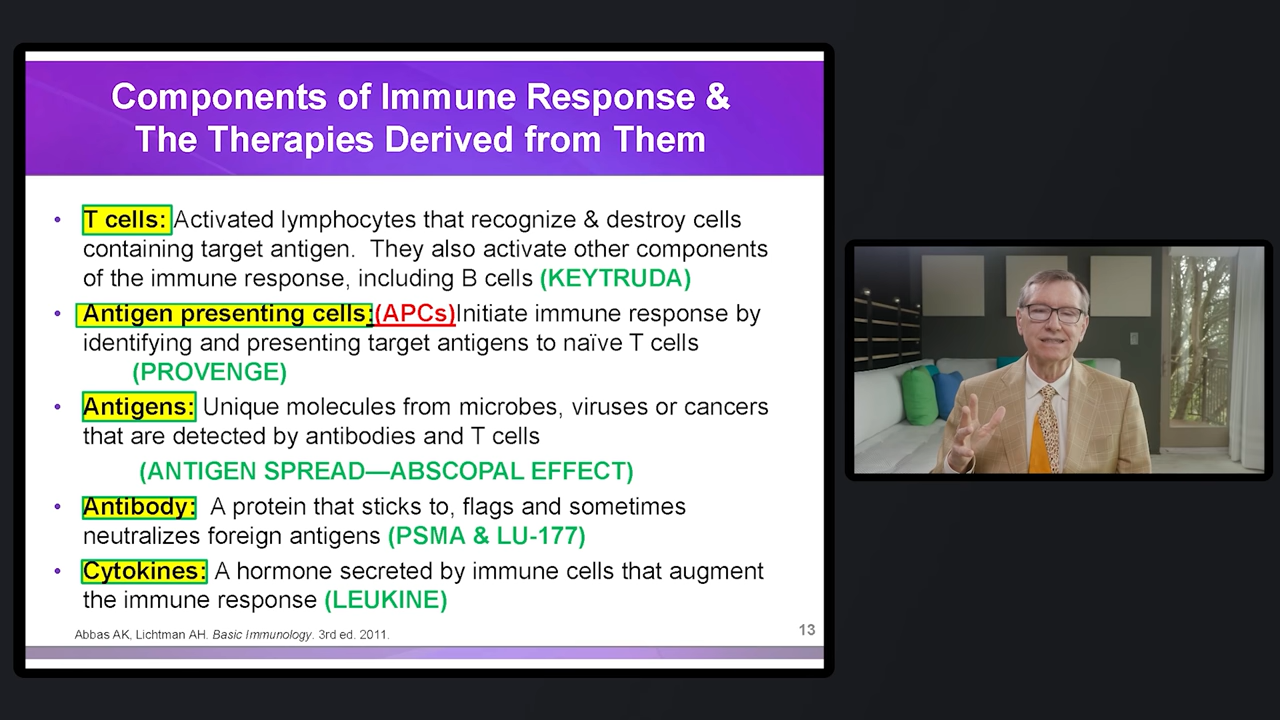 Components of Immune Response &
The Therapies Derived from Them
• T cells: Activated lymphocytes that recognize & destroy cells
containing target antigen.  They also activate other components
of the immune response, including B cells (KEYTRUDA)
• Antigen presenting cells:(APCs)Initiate immune response by
identifying and presenting target antigens to naïve T cells
(PROVENGE)
• Antigens: Unique molecules from microbes, viruses or cancers
that are detected by antibodies and T cells
(ANTIGEN SPREAD—ABSCOPAL EFFECT)
• Antibody:  A protein that sticks to, flags and sometimes
neutralizes foreign antigens (PSMA & LU-177)
• Cytokines: A hormone secreted by immune cells that augment
the immune response (LEUKINE)
Abbas AK, Lichtman AH. Basic Immunology. 3rd ed. 2011.
13